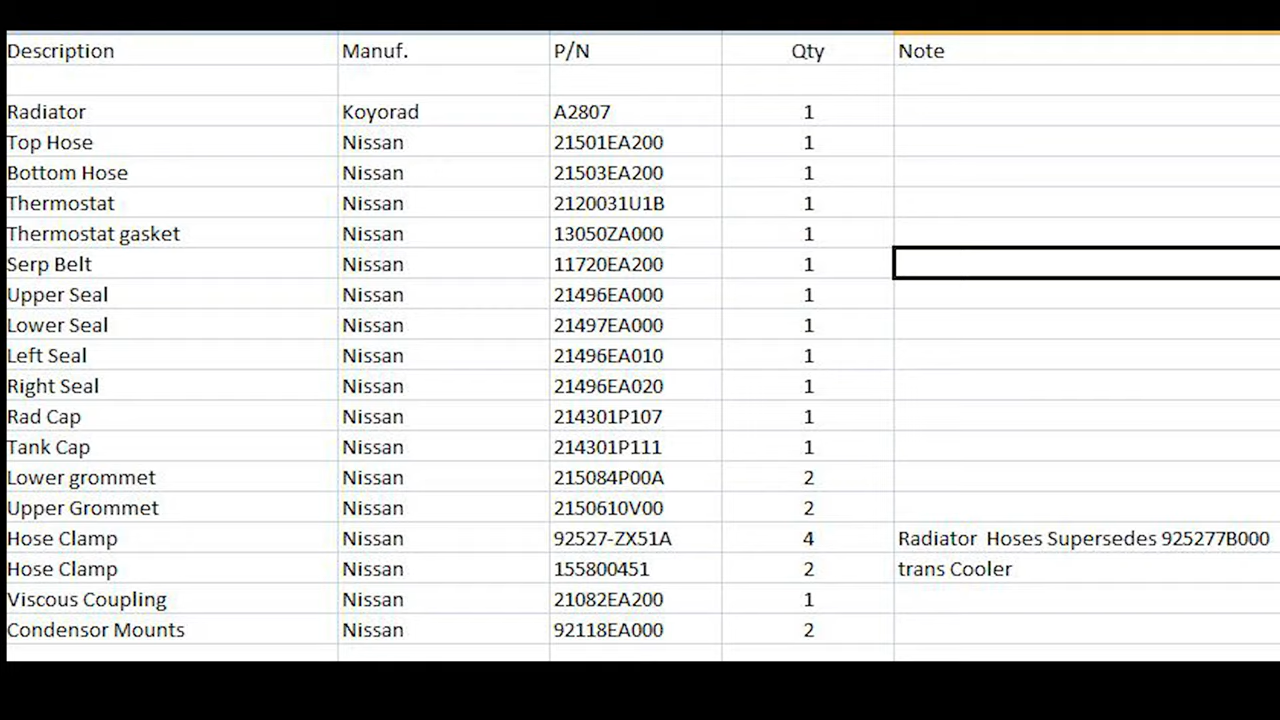 Description Manuf. P/N Qty Note
Radiator Koyorad A2807 1
Top Hose Nissan 21501EA200 1
Bottom Hose Nissan 21503EA200 1
Thermostat Nissan 2120031U1B 1
Thermostat gasket Nissan 13050ZA000 1
Serp Belt Nissan 11720EA200 1
Upper Seal Nissan 21496EA000 1
Lower Seal Nissan 21497EA000 1
Left Seal Nissan 21496EA010 1
Right Seal Nissan 21496EA020 1
Rad Cap Nissan 214301P107 1
Tank Cap Nissan 214301P111 1
Lower grommet Nissan 215084P00A 2
Upper Grommet Nissan 2150610V00 2
Hose Clamp Nissan 92527-ZX51A 4 Radiator Hoses Supersedes 925277B000
Hose Clamp Nissan 155800451 2 trans Cooler
Viscous Coupling Nissan 21082EA200 1
Condensor Mounts Nissan 92118EA000 2